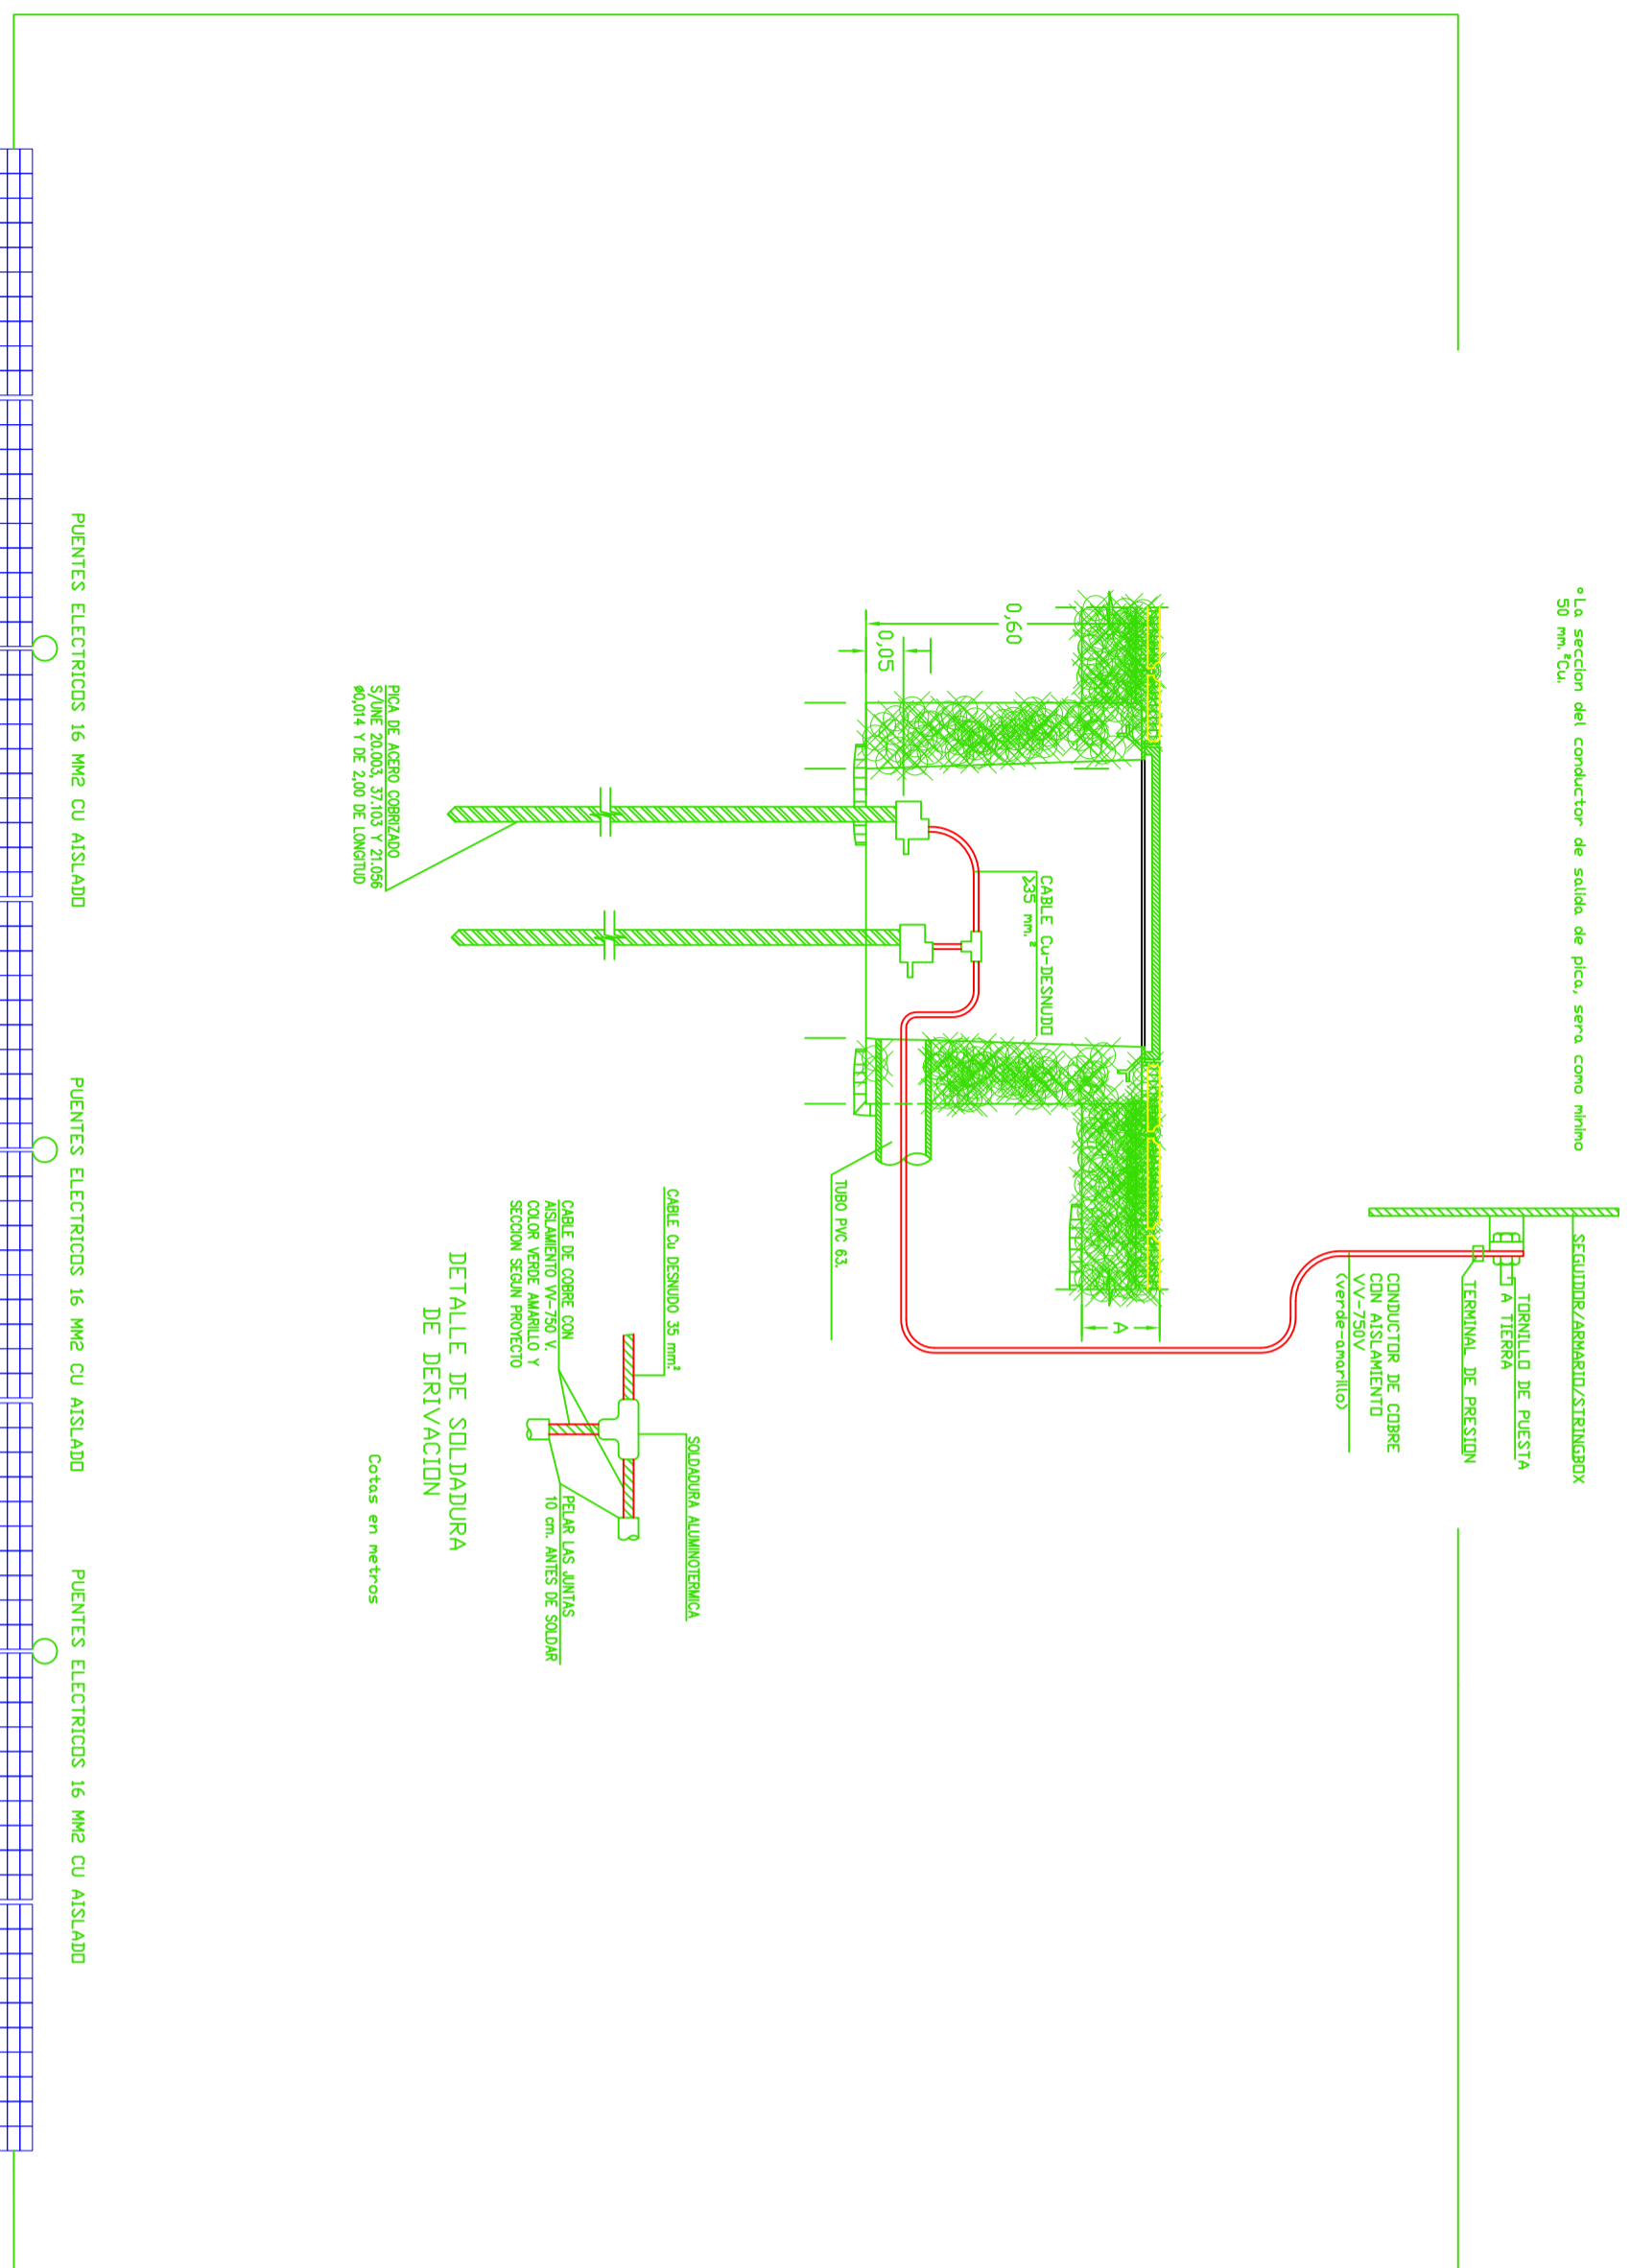 °La seccion del conductor de salida de pica, sera como minimo
50 mm.²Cu.
SEGUIDOR/ARMARIO/STRINGBOX
TORNILLO DE PUESTA
A TIERRA
TERMINAL DE PRESION
CONDUCTOR DE COBRE
CON AISLAMIENTO
VV-750V
(verde-amarillo)
A
0,60
0,05
CABLE Cu-DESNUDO
≥35 mm.²
TUBO PVC 63.
SOLDADURA ALUMINOTERMICA
CABLE Cu DESNUDO 35 mm.²
CABLE DE COBRE CON
AISLAMIENTO VV-750 V.
COLOR VERDE AMARILLO Y
SECCION SEGUN PROYECTO
PELAR LAS JUNTAS
10 cm. ANTES DE SOLDAR
DETALLE DE SOLDADURA
DE DERIVACION
PICA DE ACERO COBRIZADO
S/UNE 20.003, 37.103 Y 21.056
ø0,014 Y DE 2,00 DE LONGITUD
Cotas en metros
PUENTES ELECTRICOS 16 MM2 CU AISLADO
PUENTES ELECTRICOS 16 MM2 CU AISLADO
PUENTES ELECTRICOS 16 MM2 CU AISLADO